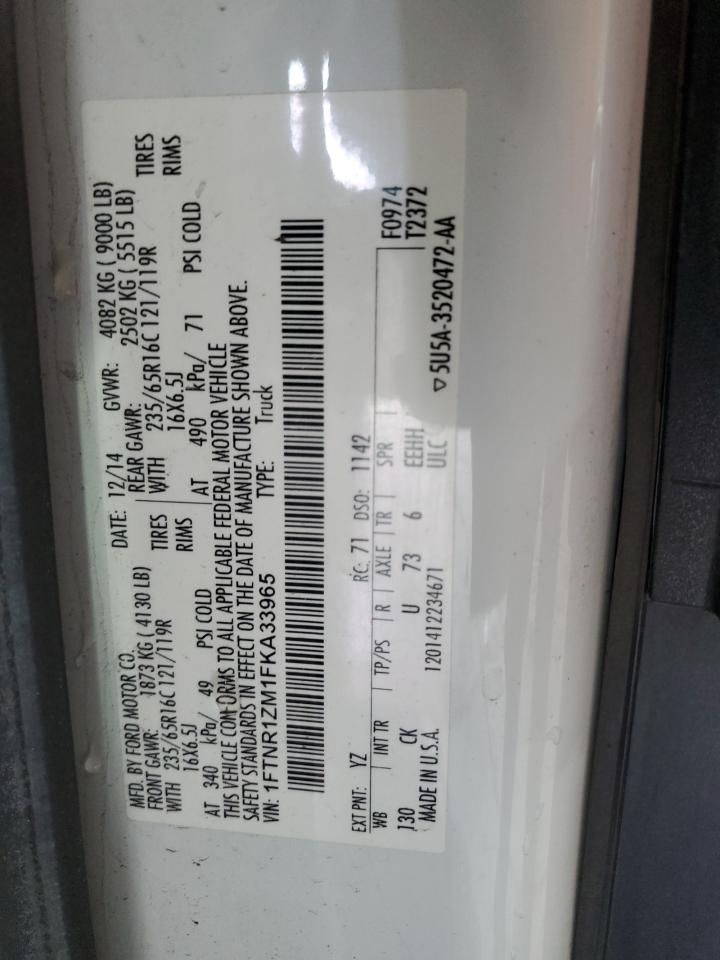 MFD. BY FORD MOTOR CO. DATE: 12/14 GVWR: 4082 KG ( 9000 LB)
FRONT GAWR: 1873 KG ( 4130 LB) REAR GAWR: 2502 KG ( 5515 LB)
WITH 235/65R16C 121/119R TIRES WITH 235/65R16C 121/119R TIRES
16X6.5J RIMS 16X6.5J RIMS
AT 340 kPa/ 49 PSI COLD AT 490 kPa/ 71 PSI COLD
THIS VEHICLE CONFORMS TO ALL APPLICABLE FEDERAL MOTOR VEHICLE
SAFETY STANDARDS IN EFFECT ON THE DATE OF MANUFACTURE SHOWN ABOVE.
VIN: 1FTNR1ZM1FKA33965 TYPE: Truck
EXT PNT: YZ RC: 71 DSO: 1142
WB INT TR TP/PS R AXLE TR SPR F0974
130 CK U 73 6 EEHH T2372
MADE IN U.S.A. 1201412234671 ULC
▽5U5A-3520472-AA